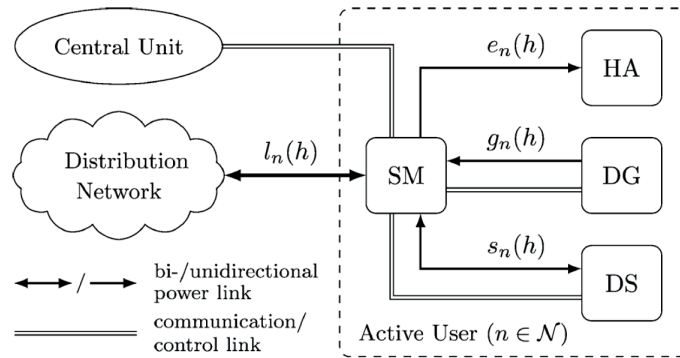 Central Unit
e_n(h)
HA
Distribution
Network
l_n(h)
SM
g_n(h)
DG
s_n(h)
DS
/
bi-/unidirectional
power link
communication/
control link
Active User (n ∈ 𝒩)